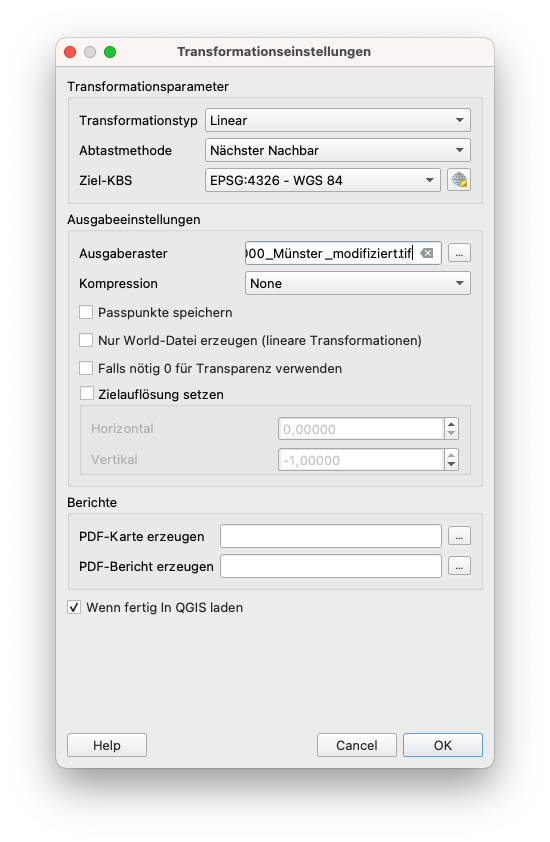 Transformationseinstellungen
Transformationsparameter
Transformationstyp Linear
Abtastmethode Nächster Nachbar
Ziel-KBS EPSG:4326 - WGS 84
Ausgabeeinstellungen
Ausgaberaster 000_Münster_modifiziert.tif ...
Kompression None
Passpunkte speichern
Nur World-Datei erzeugen (lineare Transformationen)
Falls nötig 0 für Transparenz verwenden
Zielauflösung setzen
Horizontal 0,00000
Vertikal -1,00000
Berichte
PDF-Karte erzeugen ...
PDF-Bericht erzeugen ...
Wenn fertig In QGIS laden
Help Cancel OK